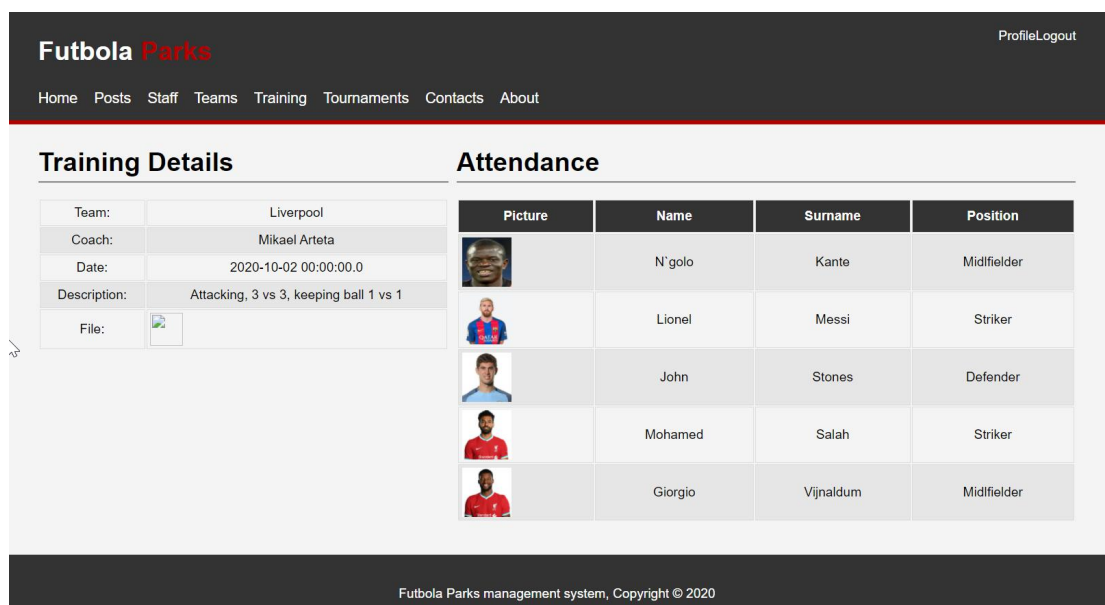 ProfileLogout
Futbola Parks
Home Posts Staff Teams Training Tournaments Contacts About
Training Details
Team: Liverpool
Coach: Mikael Arteta
Date: 2020-10-02 00:00:00.0
Description: Attacking, 3 vs 3, keeping ball 1 vs 1
File:
Attendance
Picture Name Surname Position
N`golo Kante Midlfielder
Lionel Messi Striker
John Stones Defender
Mohamed Salah Striker
Giorgio Vijnaldum Midlfielder
Futbola Parks management system, Copyright © 2020